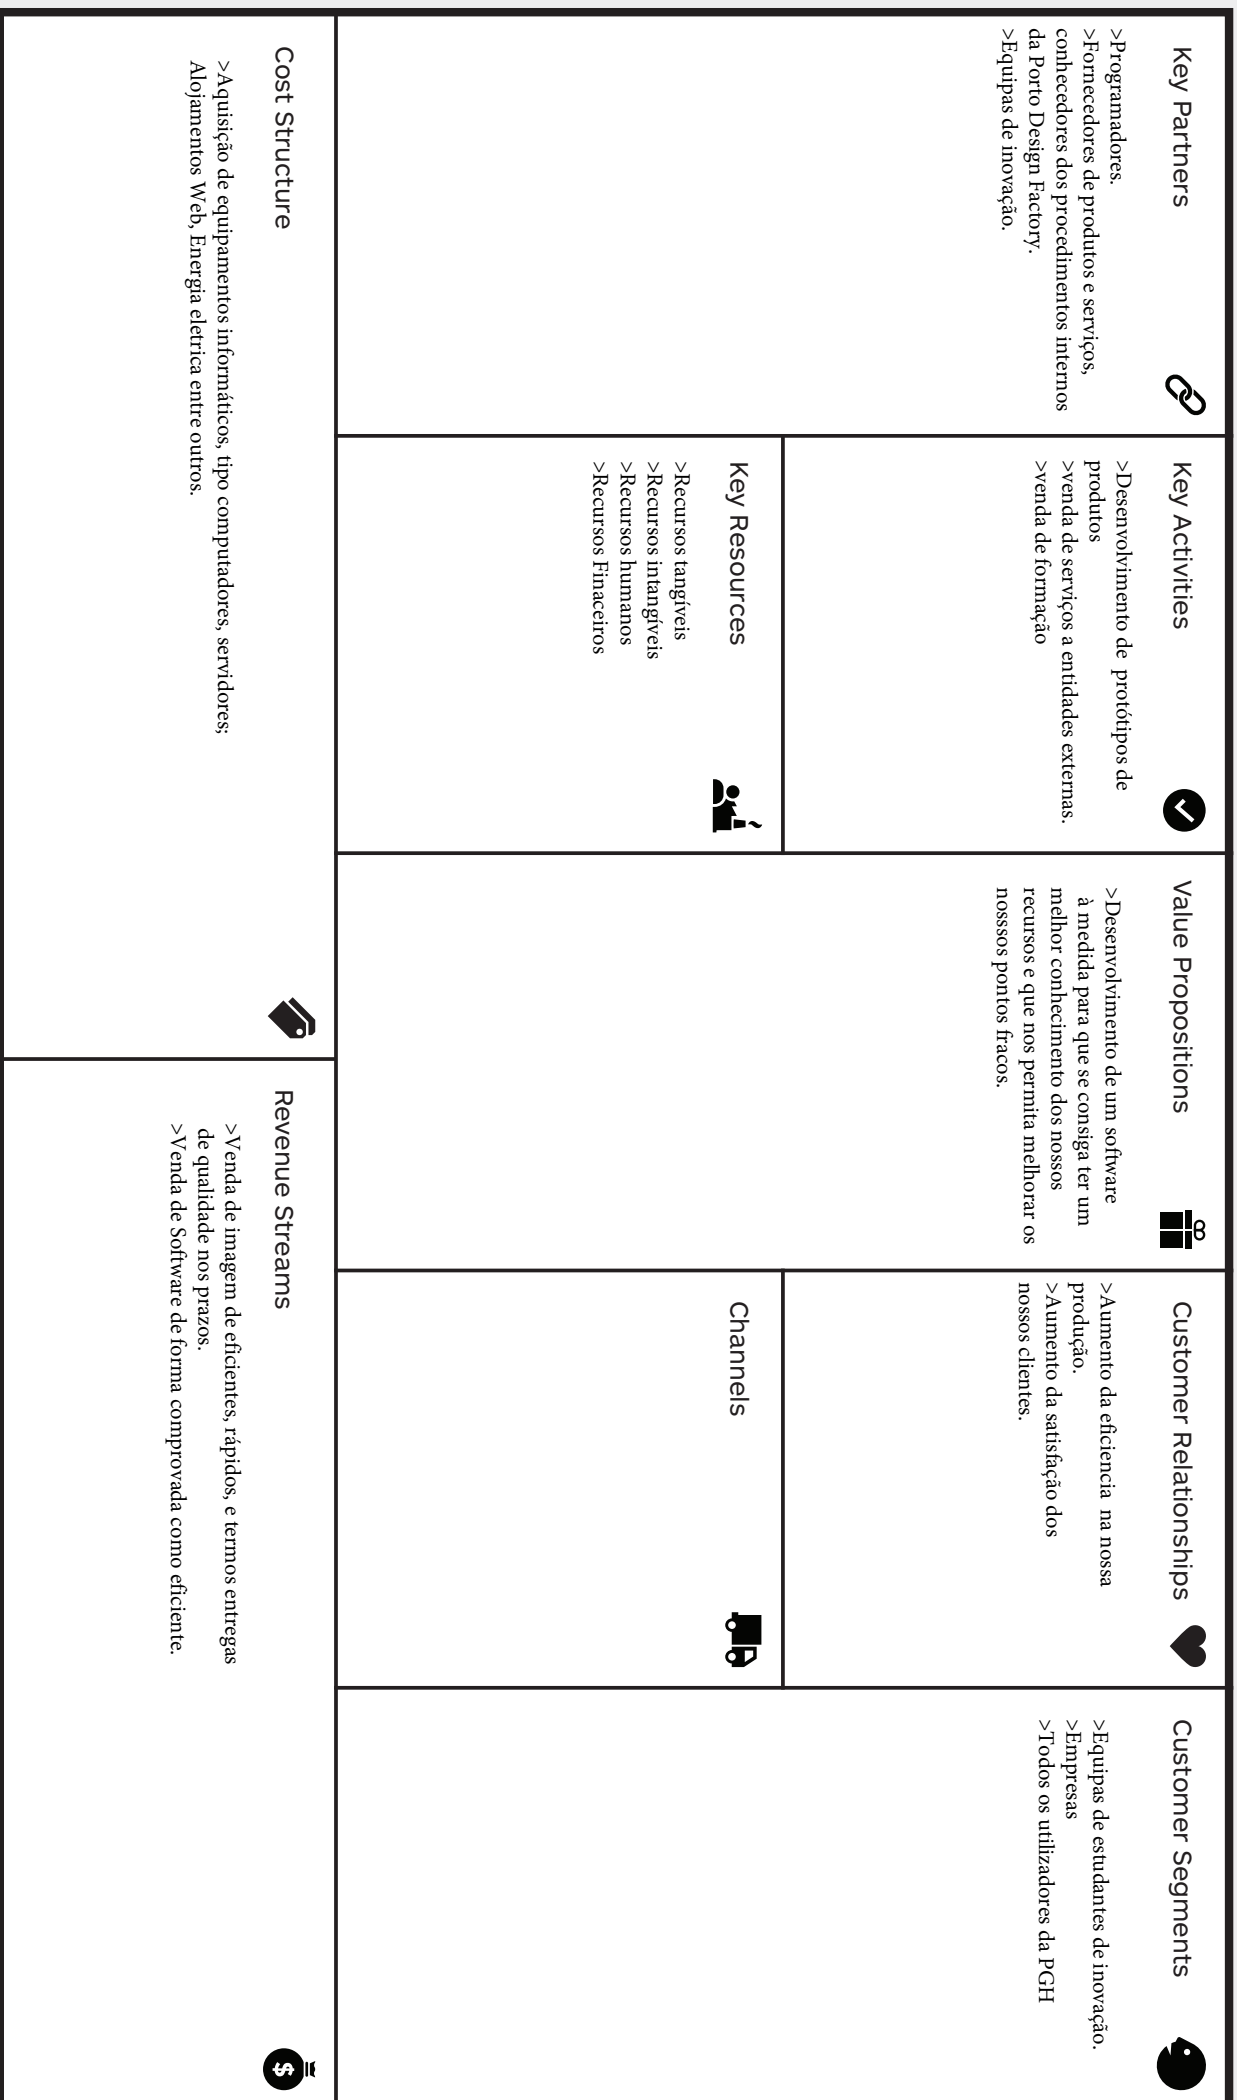 Key Partners
>Programadores.
>Fornecedores de produtos e serviços,
conhecedores dos procedimentos internos
da Porto Design Factory.
>Equipas de inovação.
Key Activities
>Desenvolvimento de protótipos de
produtos
>venda de serviços a entidades externas.
>venda de formação
Key Resources
>Recursos tangíveis
>Recursos intangíveis
>Recursos humanos
>Recursos Finaceiros
Value Propositions
>Desenvolvimento de um software
à medida para que se consiga ter um
melhor conhecimento dos nossos
recursos e que nos permita melhorar os
nosssos pontos fracos.
Customer Relationships
>Aumento da eficiencia na nossa
produção.
>Aumento da satisfação dos
nossos clientes.
Channels
Customer Segments
>Equipas de estudantes de inovação.
>Empresas
>Todos os utilizadores da PGH
Cost Structure
>Aquisição de equipamentos informáticos, tipo computadores, servidores;
Alojamentos Web, Energia eletrica entre outros.
Revenue Streams
>Venda de imagem de eficientes, rápidos, e termos entregas
de qualidade nos prazos.
>Venda de Software de forma comprovada como eficiente.
$